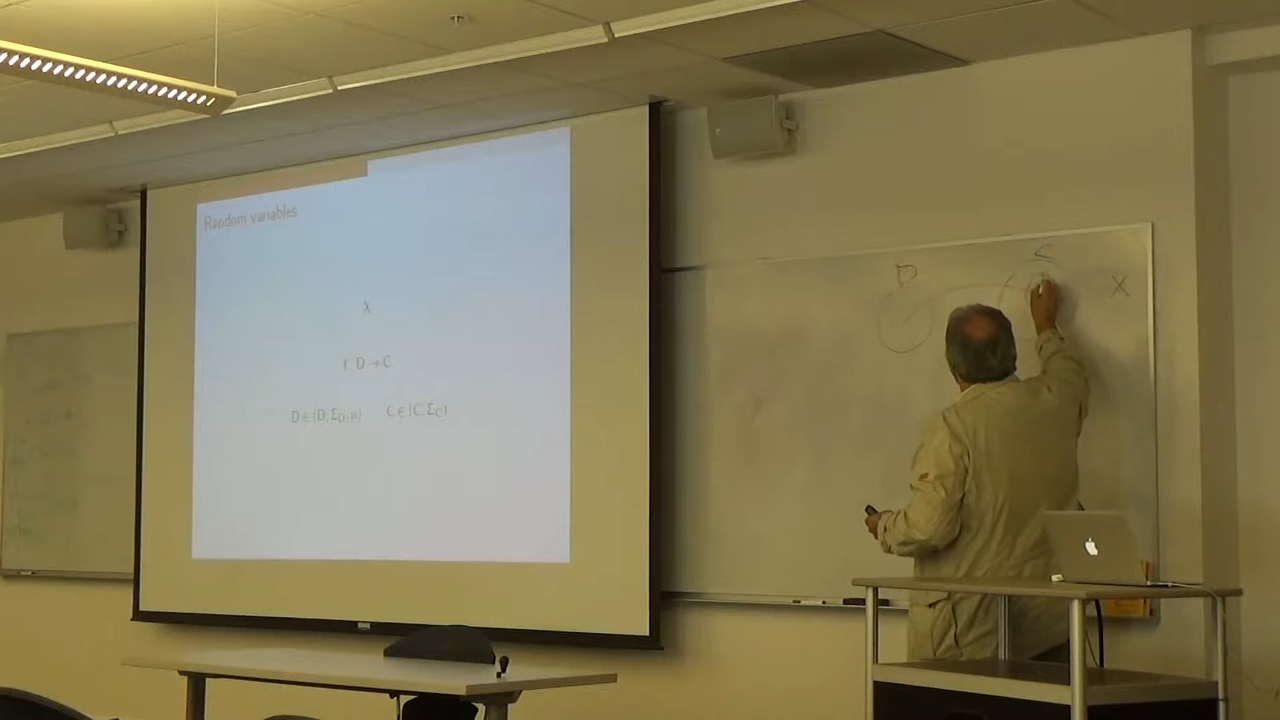 Random variables
X
f D → C
D ∈ (D, Σ_D, μ) C ∈ (C, Σ_C)
D C X